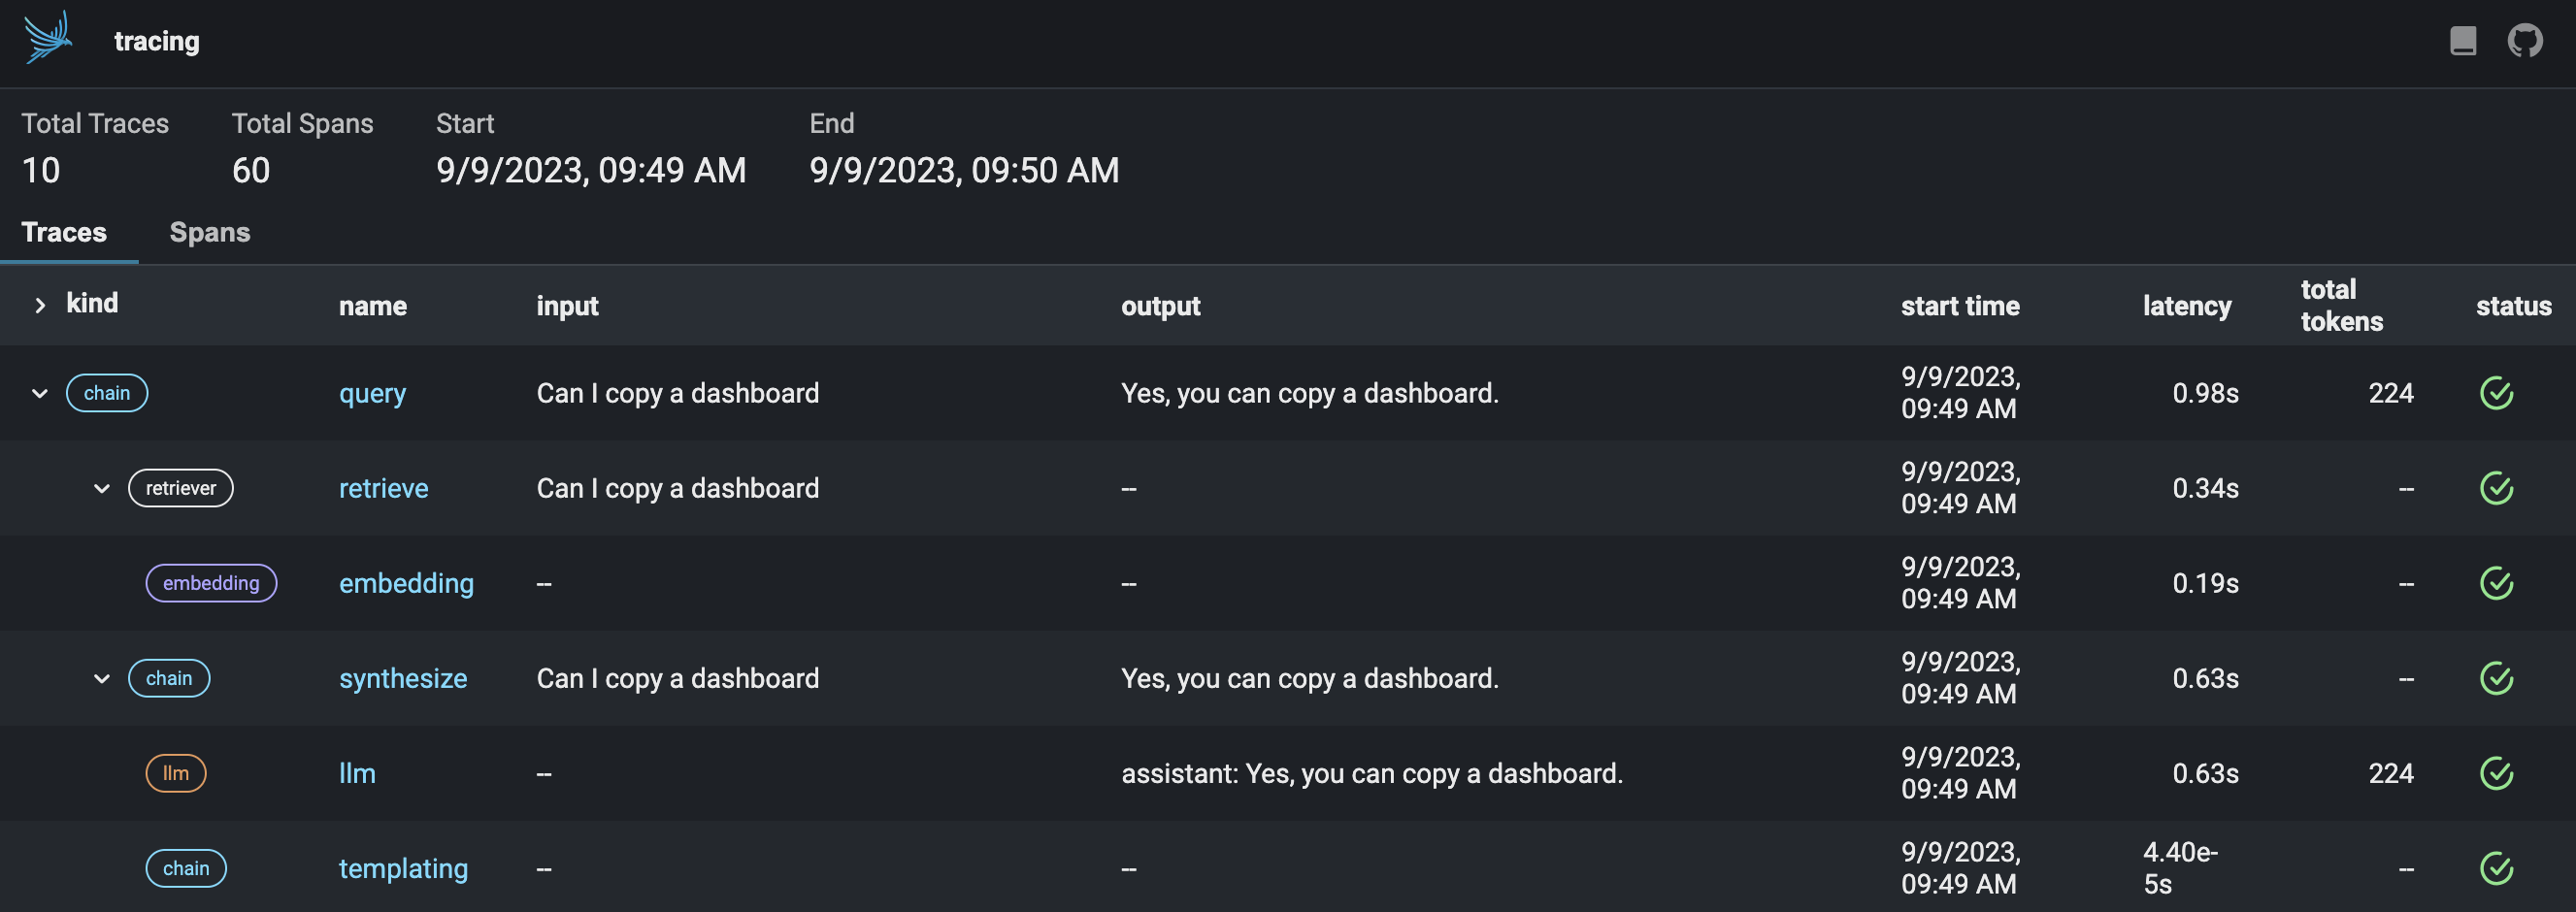 tracing
Total Traces Total Spans Start End
10 60 9/9/2023, 09:49 AM 9/9/2023, 09:50 AM
Traces Spans
kind name input output start time latency total tokens status
chain query Can I copy a dashboard Yes, you can copy a dashboard. 9/9/2023, 09:49 AM 0.98s 224
retriever retrieve Can I copy a dashboard -- 9/9/2023, 09:49 AM 0.34s --
embedding embedding -- -- 9/9/2023, 09:49 AM 0.19s --
chain synthesize Can I copy a dashboard Yes, you can copy a dashboard. 9/9/2023, 09:49 AM 0.63s --
llm llm -- assistant: Yes, you can copy a dashboard. 9/9/2023, 09:49 AM 0.63s 224
chain templating -- -- 9/9/2023, 09:49 AM 4.40e-5s --